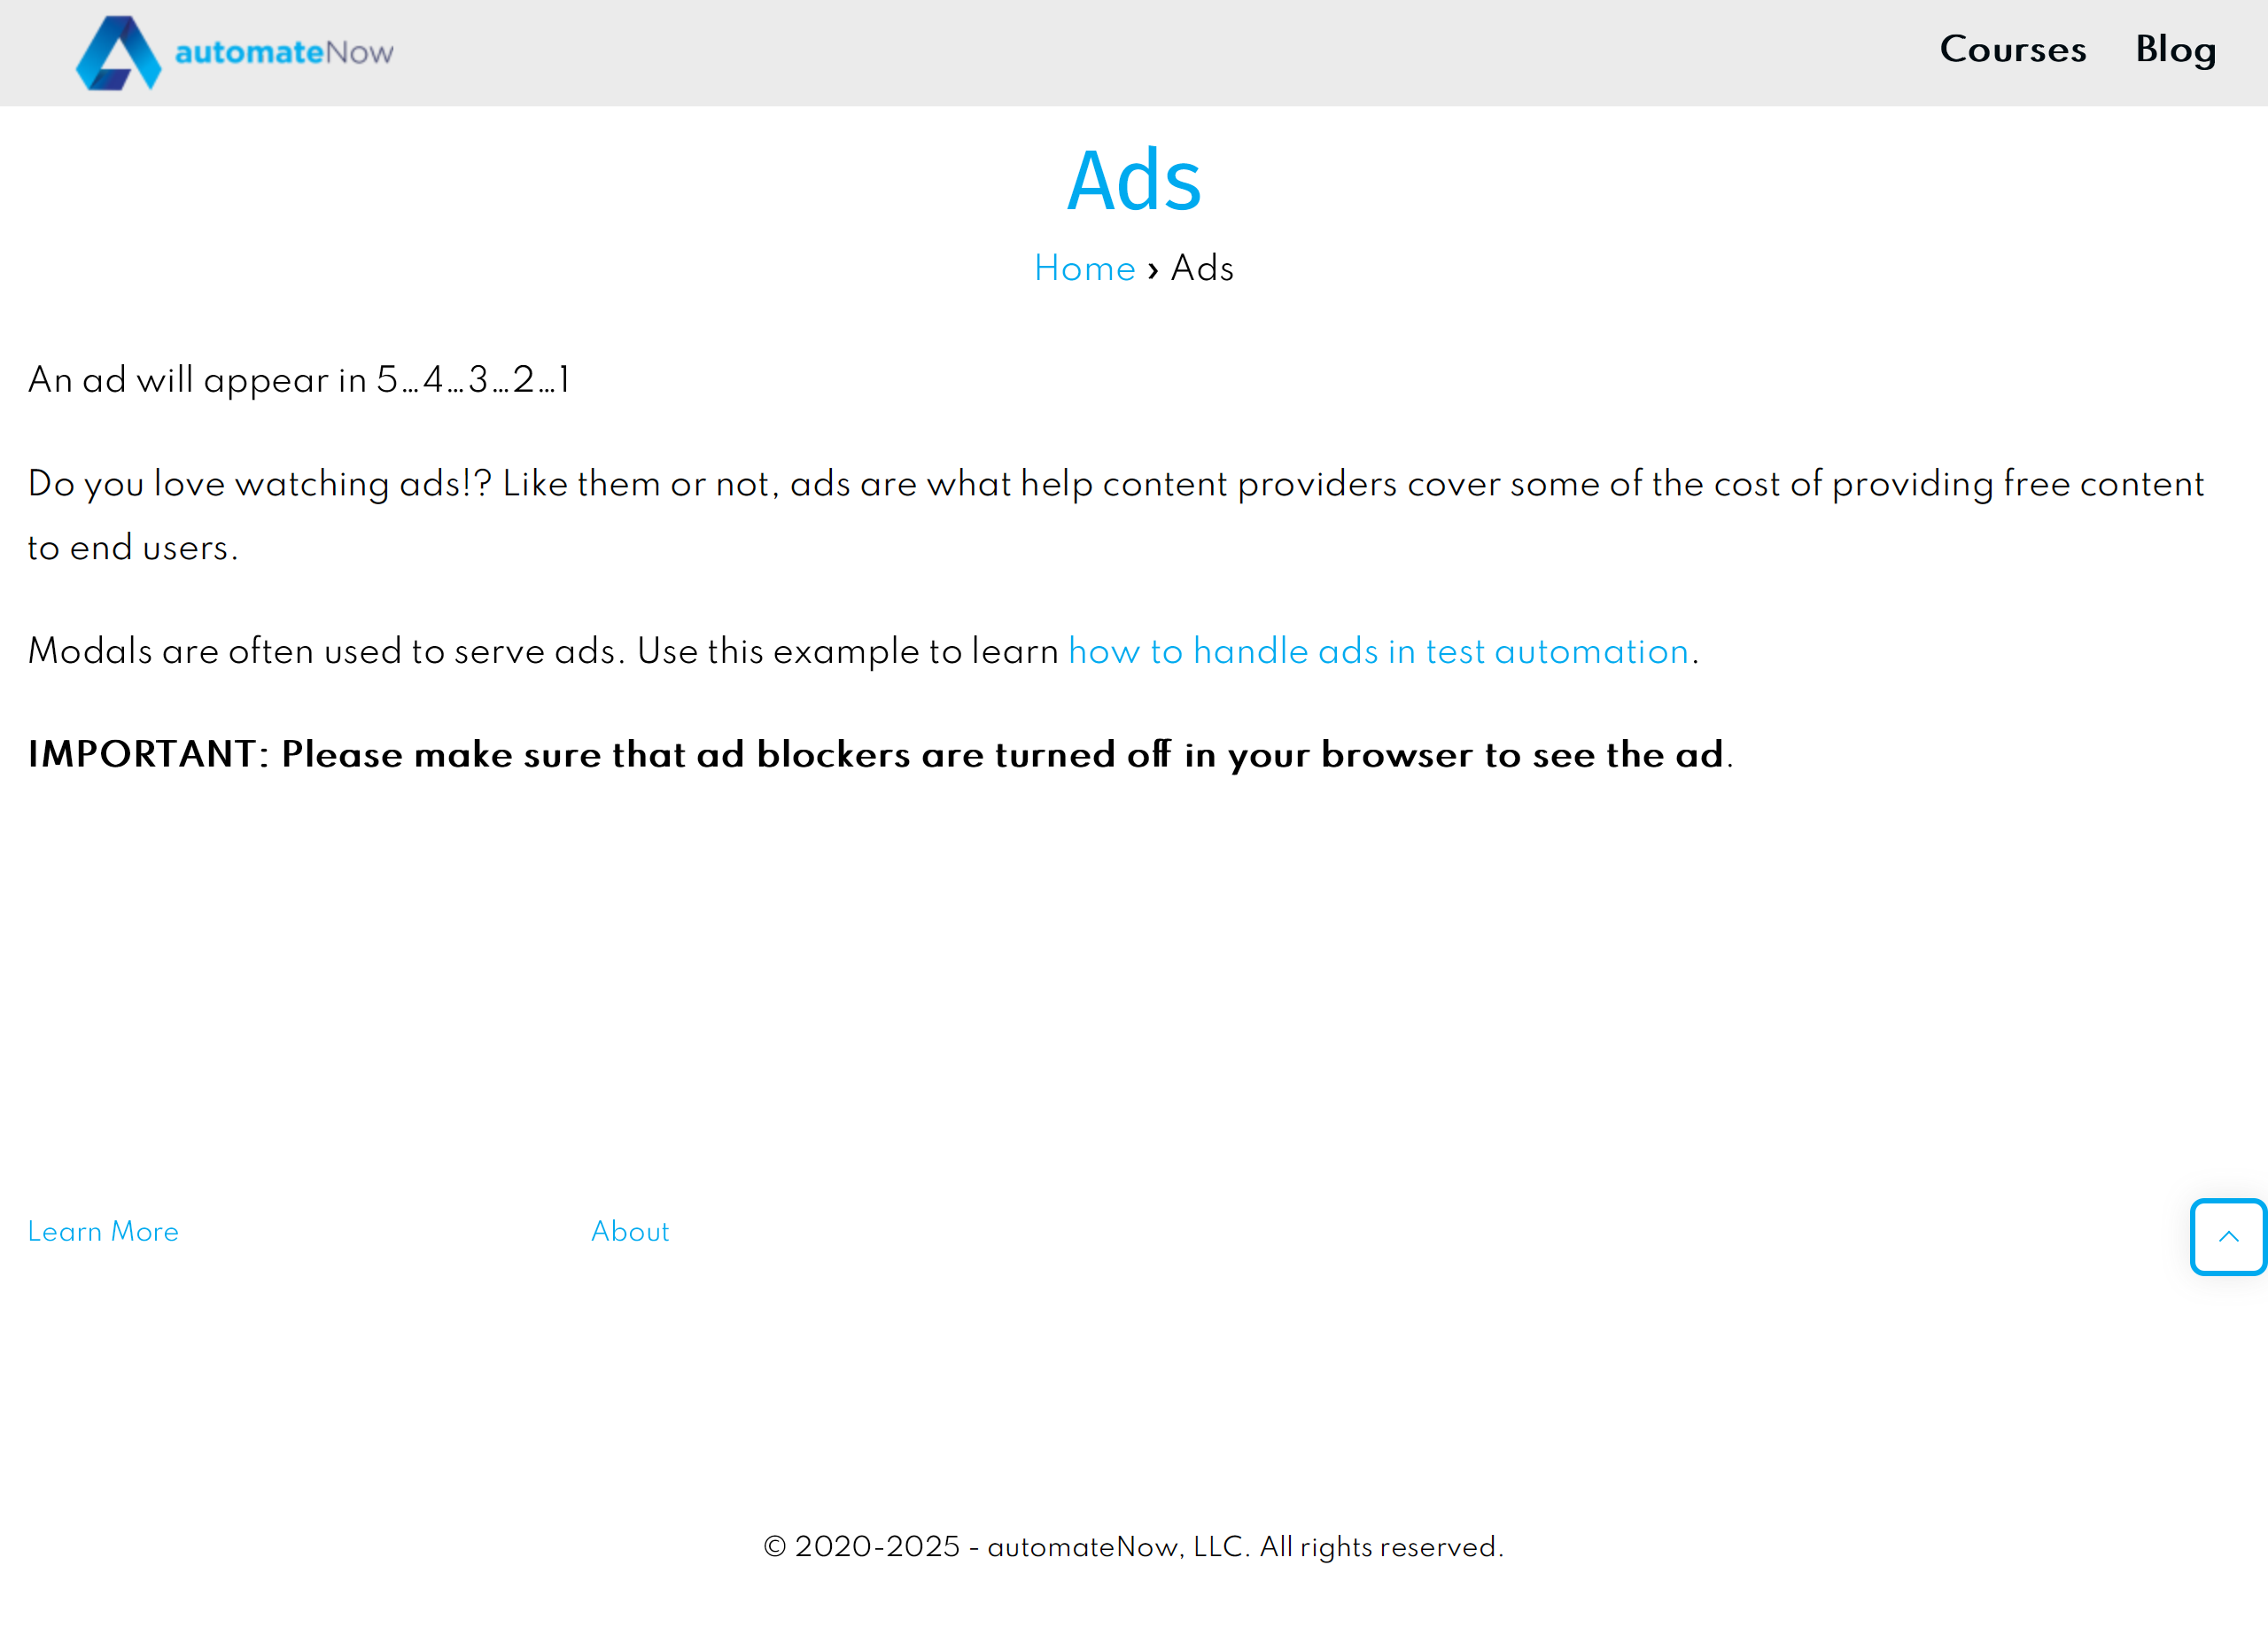 automateNow
Courses
Blog
Ads
Home › Ads
An ad will appear in 5…4…3…2…1
Do you love watching ads!? Like them or not, ads are what help content providers cover some of the cost of providing free content
to end users.
Modals are often used to serve ads. Use this example to learn how to handle ads in test automation.
IMPORTANT: Please make sure that ad blockers are turned off in your browser to see the ad.
Learn More
About
© 2020-2025 - automateNow, LLC. All rights reserved.